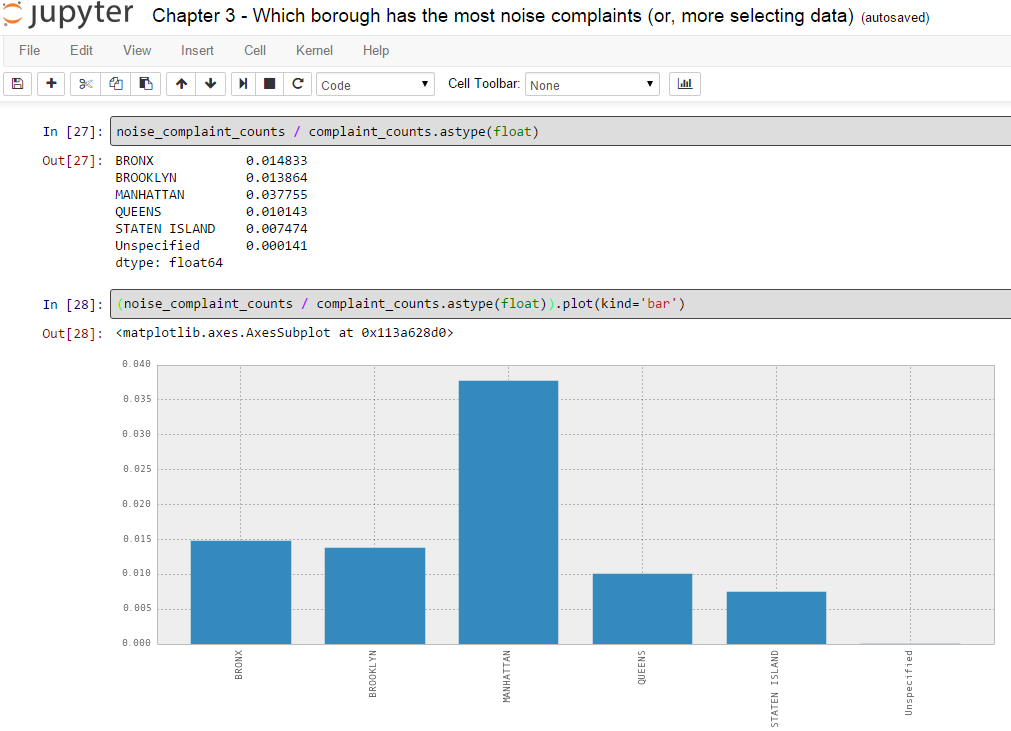 jupyter Chapter 3 - Which borough has the most noise complaints (or, more selecting data) (autosaved)
File Edit View Insert Cell Kernel Help
Code Cell Toolbar: None
In [27]: noise_complaint_counts / complaint_counts.astype(float)
Out[27]: BRONX 0.014833
BROOKLYN 0.013864
MANHATTAN 0.037755
QUEENS 0.010143
STATEN ISLAND 0.007474
Unspecified 0.000141
dtype: float64
In [28]: (noise_complaint_counts / complaint_counts.astype(float)).plot(kind='bar')
Out[28]: <matplotlib.axes.AxesSubplot at 0x113a628d0>
0.040
0.035
0.030
0.025
0.020
0.015
0.010
0.005
0.000
BRONX
BROOKLYN
MANHATTAN
QUEENS
STATEN ISLAND
Unspecified